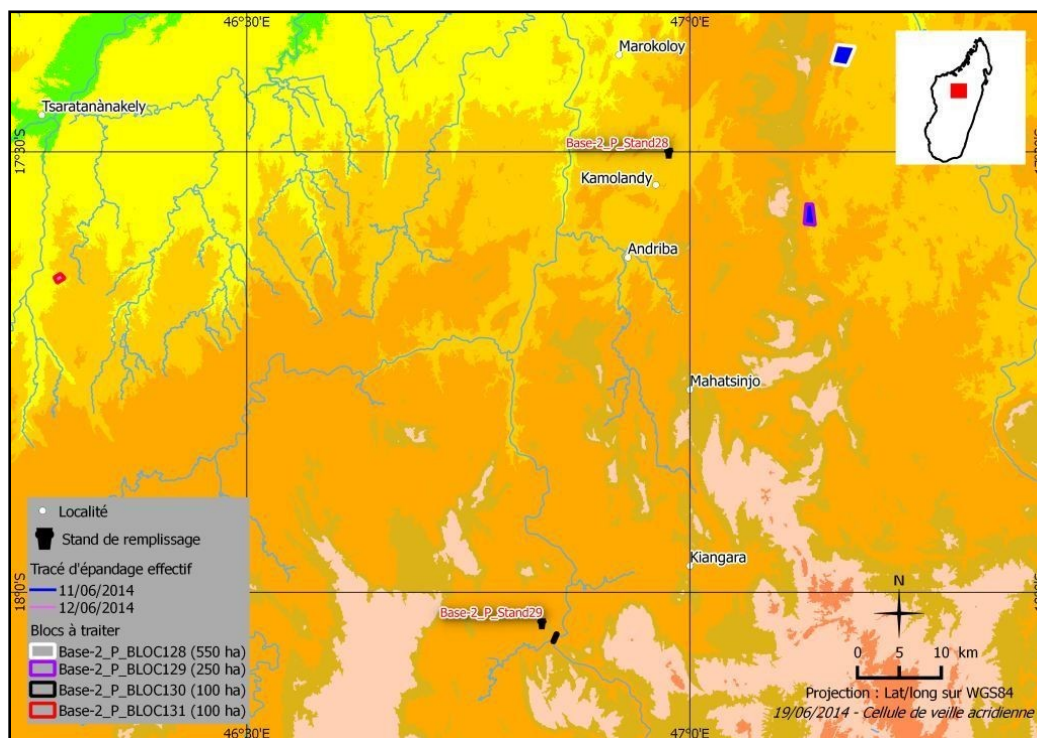 46°30'E
47°0'E
Marokoloy
Tsaratanànakely
17°30'S
Base-2_P_Stand28
Kamolandy
Andriba
Mahatsinjo
Kiangara
18°0'S
Base-2_P_Stand29
Localité
Stand de remplissage
Tracé d'épandage effectif
11/06/2014
12/06/2014
Blocs à traiter
Base-2_P_BLOC128 (550 ha)
Base-2_P_BLOC129 (250 ha)
Base-2_P_BLOC130 (100 ha)
Base-2_P_BLOC131 (100 ha)
N
0 5 10 km
Projection : Lat/long sur WGS84
19/06/2014 - Cellule de veille acridienne
46°30'E
47°0'E